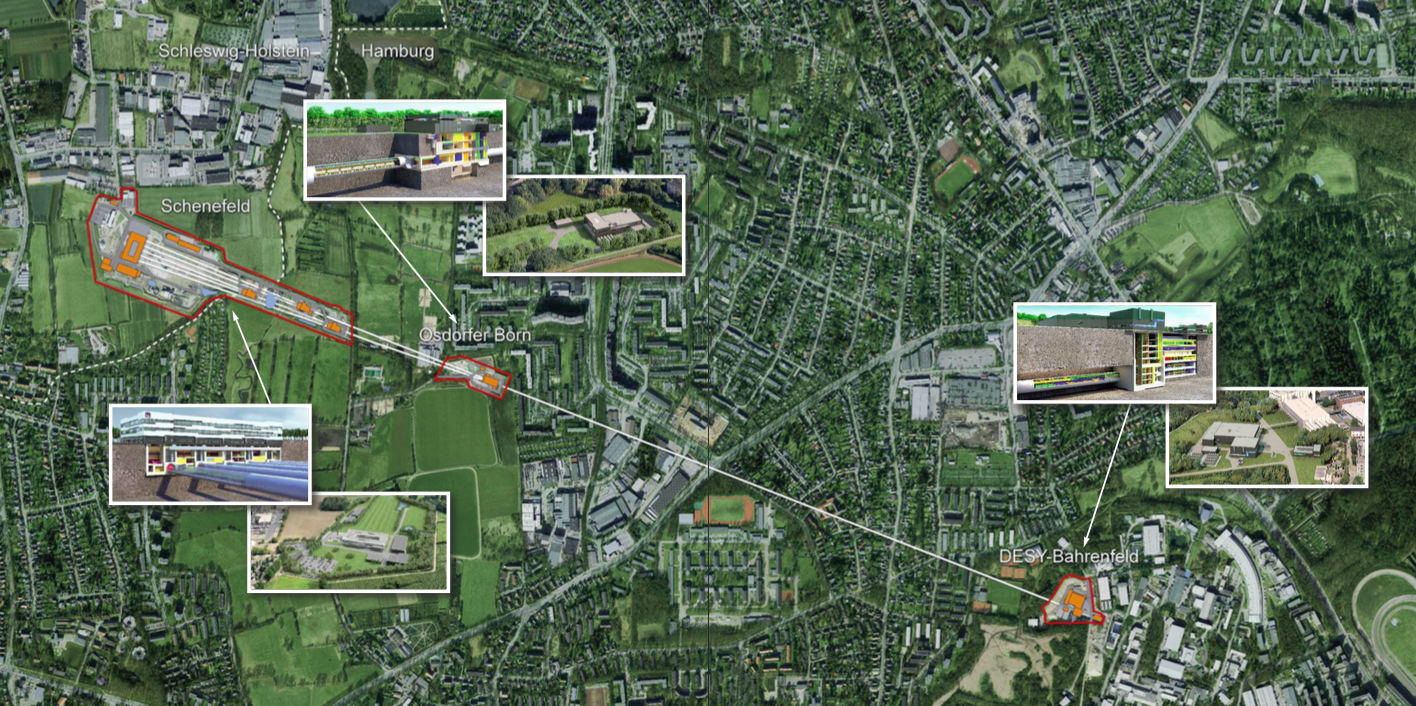 Schleswig-Holstein
Hamburg
Schenefeld
Osdorfer Born
DESY-Bahrenfeld